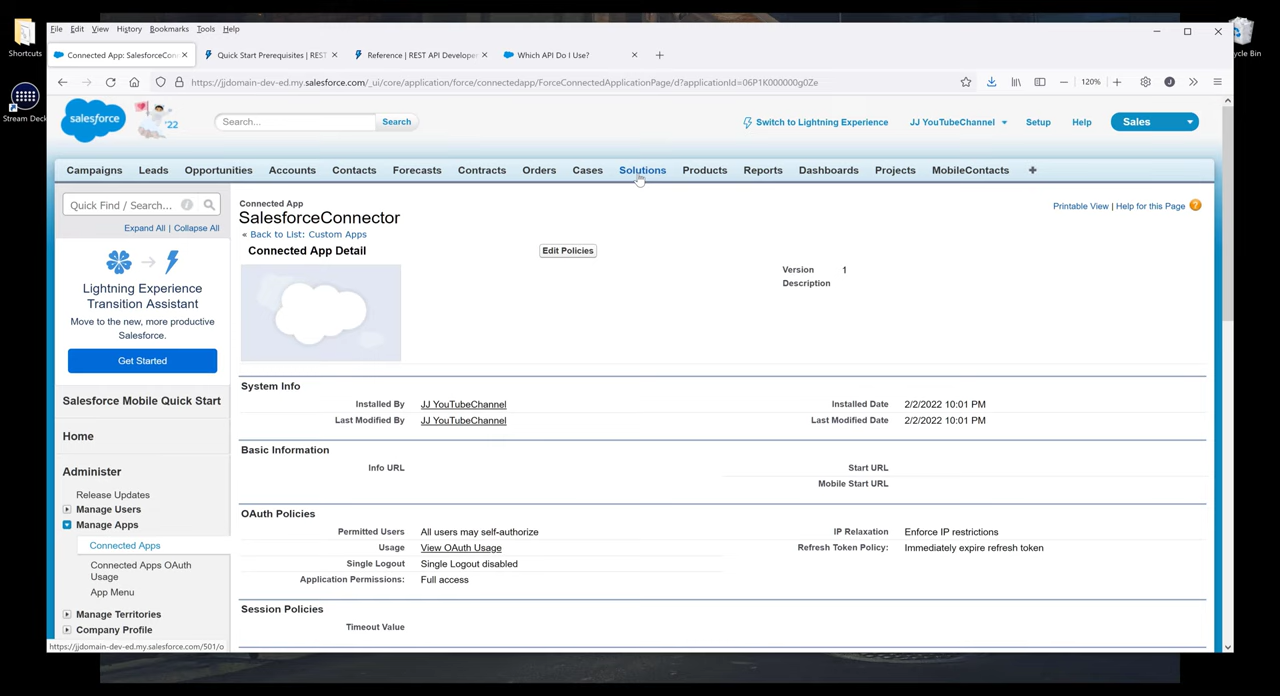 Shortcuts
Stream Deck
cycle Bin
File Edit View History Bookmarks Tools Help
Connected App: SalesforceConn
Quick Start Prerequisites | REST
Reference | REST API Develope
Which API Do I Use?
https://jjdomain-dev-ed.my.salesforce.com/_ui/core/application/force/connectedapp/ForceConnectedApplicationPage/d?applicationId=06P1K000000g0Ze
120%
J
salesforce
'22
Search...
Search
Switch to Lightning Experience
JJ YouTubeChannel
Setup
Help
Sales
Campaigns Leads Opportunities Accounts Contacts Forecasts Contracts Orders Cases Solutions Products Reports Dashboards Projects MobileContacts +
Quick Find / Search...
Expand All | Collapse All
Lightning Experience
Transition Assistant
Move to the new, more productive
Salesforce.
Get Started
Salesforce Mobile Quick Start
Home
Administer
Release Updates
Manage Users
Manage Apps
Connected Apps
Connected Apps OAuth
Usage
App Menu
Manage Territories
Company Profile
Connected App
SalesforceConnector
« Back to List: Custom Apps
Printable View | Help for this Page
Connected App Detail
Edit Policies
Version 1
Description
System Info
Installed By JJ YouTubeChannel Installed Date 2/2/2022 10:01 PM
Last Modified By JJ YouTubeChannel Last Modified Date 2/2/2022 10:01 PM
Basic Information
Info URL Start URL
Mobile Start URL
OAuth Policies
Permitted Users All users may self-authorize IP Relaxation Enforce IP restrictions
Usage View OAuth Usage Refresh Token Policy: Immediately expire refresh token
Single Logout Single Logout disabled
Application Permissions: Full access
Session Policies
Timeout Value
https://jjdomain-dev-ed.my.salesforce.com/501/o